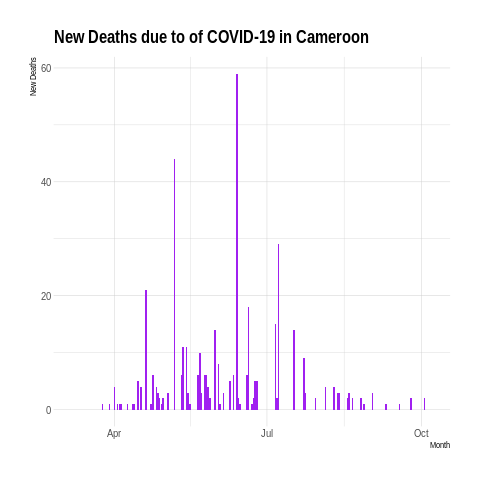 New Deaths due to of COVID-19 in Cameroon
New Deaths
60
40
20
0
Apr
Jul
Oct
Month